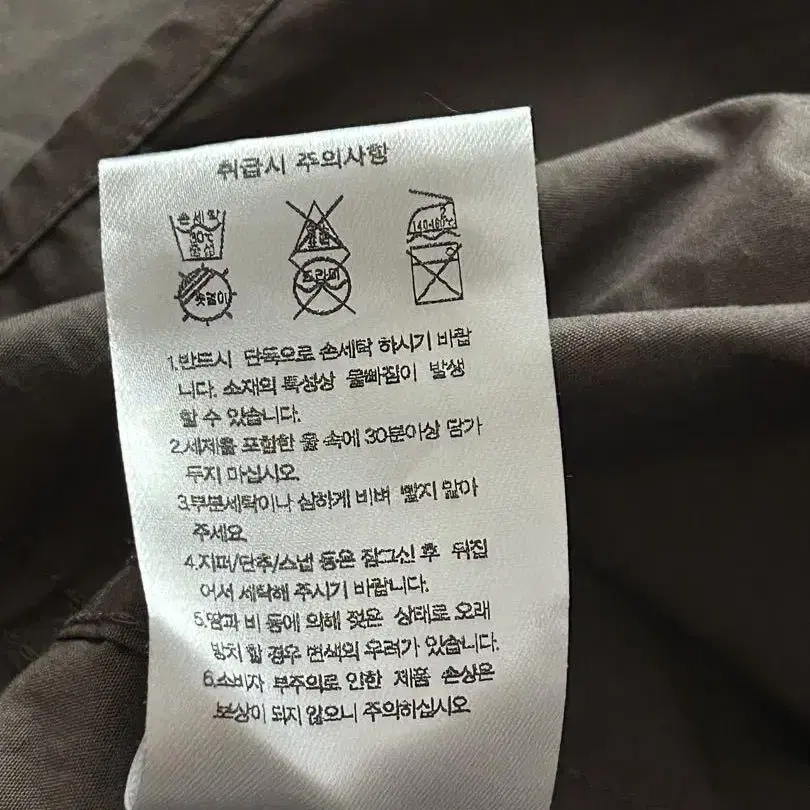 취급시 주의사항
손세탁
30℃
중성
염소
표백
2
140-160℃
옷걸이
드라이
1.반드시 단독으로 손세탁 하시기 바랍
니다. 소재의 특성상 물빠짐이 발생
할 수 있습니다.
2.세제를 포함한 물 속에 30분이상 담가
두지 마십시오.
3.부분세탁이나 심하게 비벼 빨지 말아
주세요.
4.지퍼/단추/스냅 등은 잠그신 후 뒤집
어서 세탁해 주시기 바랍니다.
5.땀과 비 등에 의해 젖은 상태로 오래
방치 할 경우 변색의 우려가 있습니다.
6.소비자 부주의로 인한 제품 손상은
보상이 되지 않으니 주의하십시오